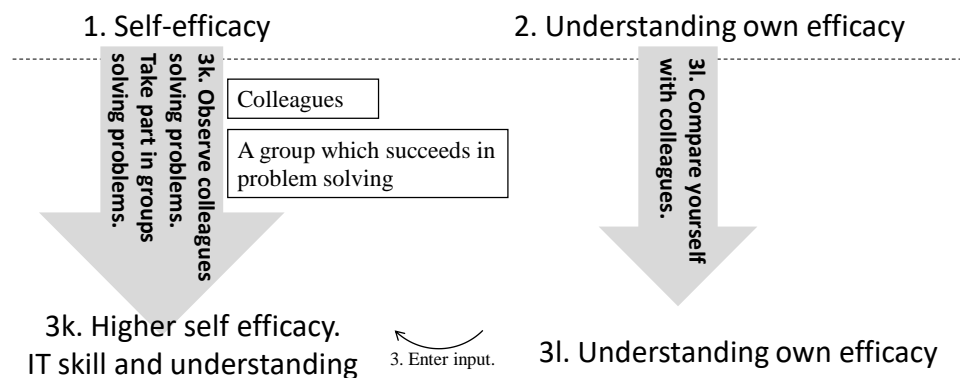 1. Self-efficacy
2. Understanding own efficacy
3k. Observe colleagues
solving problems.
Take part in groups
solving problems.
Colleagues
A group which succeeds in
problem solving
3l. Compare yourself
with colleagues.
3k. Higher self efficacy.
IT skill and understanding
3. Enter input.
3l. Understanding own efficacy